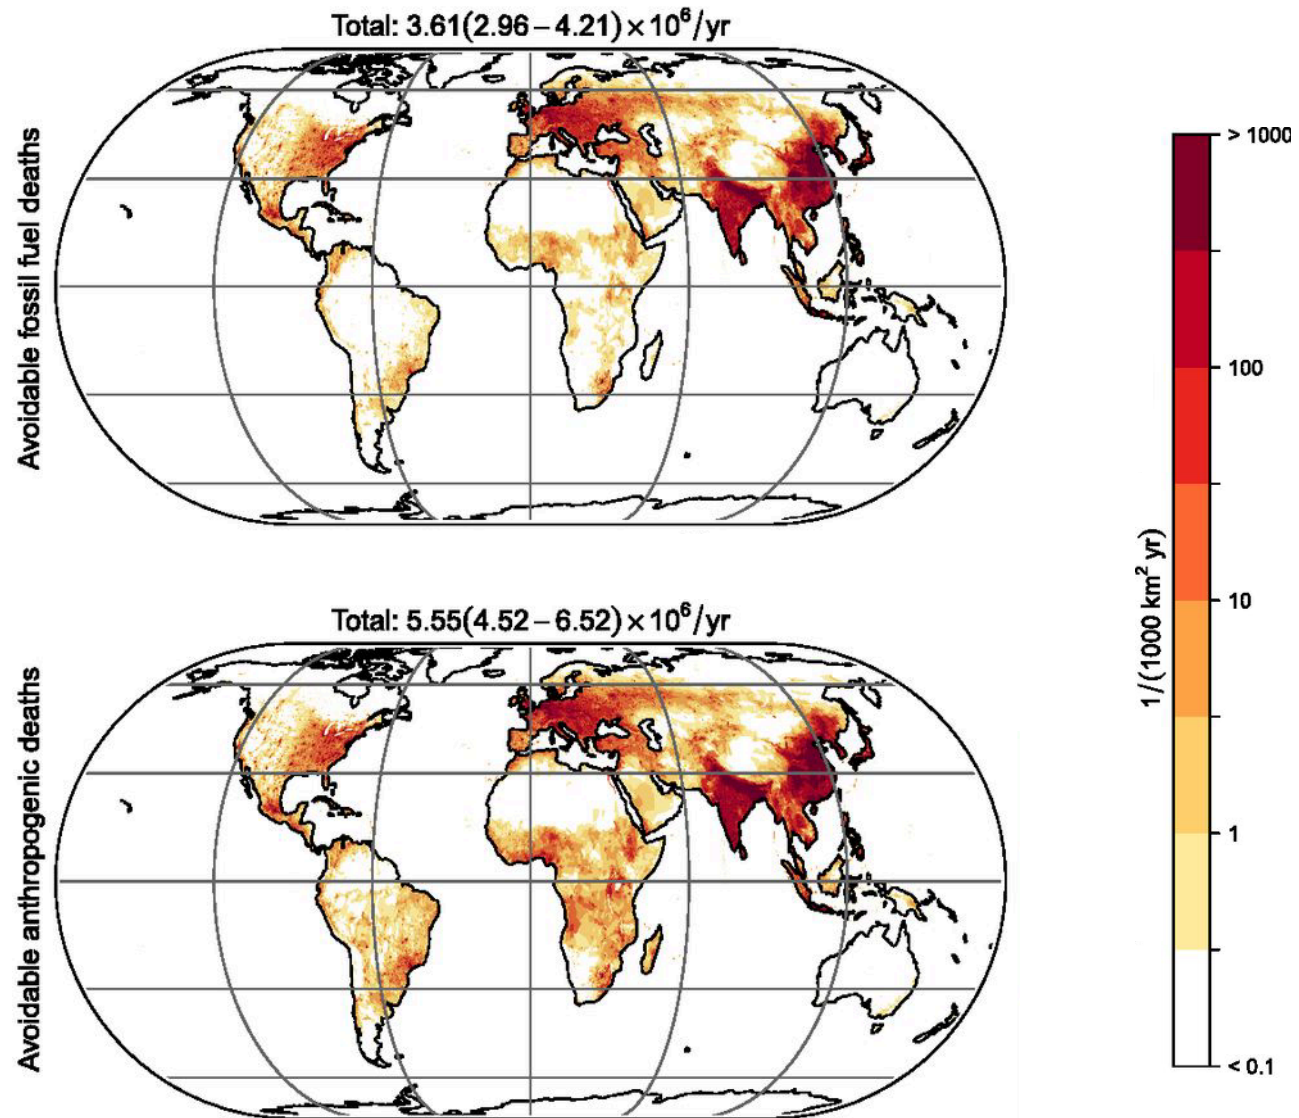 Total: 3.61(2.96−4.21)×10⁶/yr
Avoidable fossil fuel deaths
Total: 5.55(4.52−6.52)×10⁶/yr
Avoidable anthropogenic deaths
> 1000
100
10
1
< 0.1
1/(1000 km² yr)